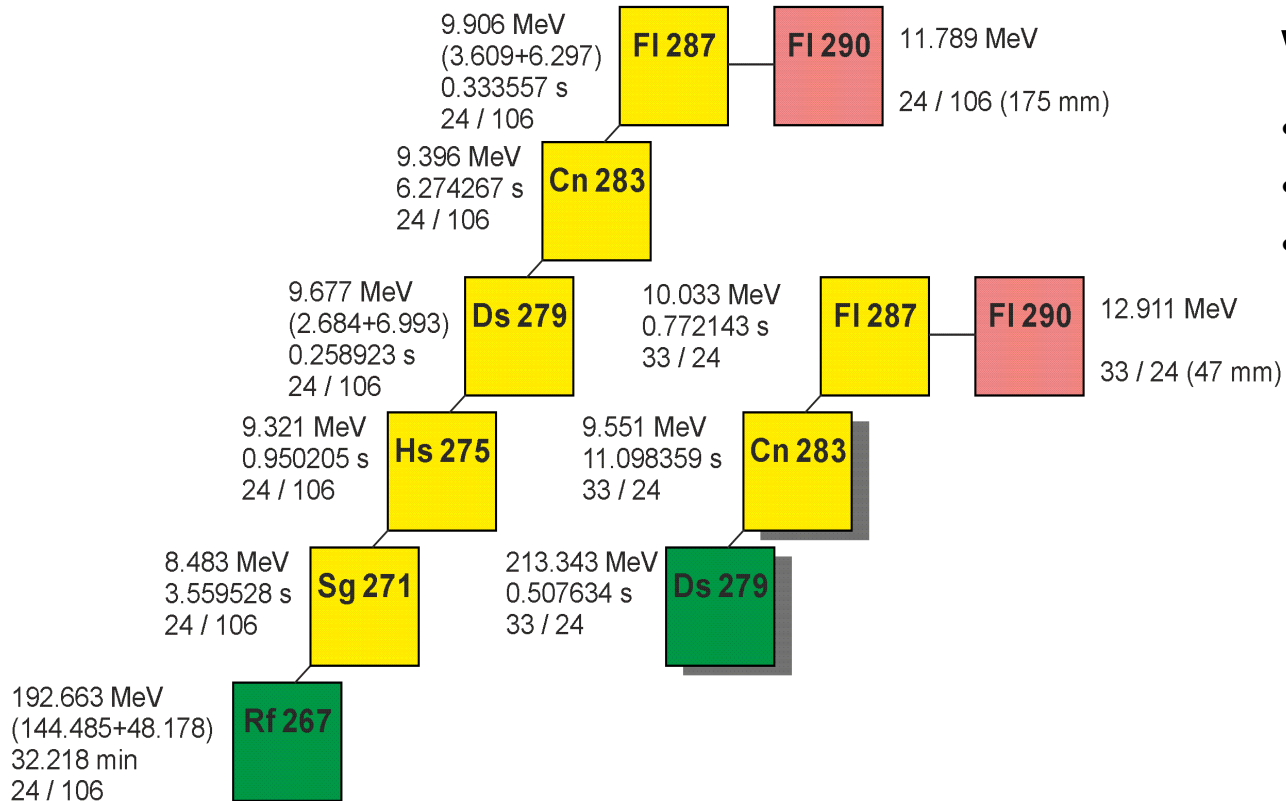 9.906 MeV
(3.609+6.297)
0.333557 s
24 / 106
Fl 287
Fl 290
11.789 MeV
24 / 106 (175 mm)
9.396 MeV
6.274267 s
24 / 106
Cn 283
9.677 MeV
(2.684+6.993)
0.258923 s
24 / 106
Ds 279
10.033 MeV
0.772143 s
33 / 24
Fl 287
Fl 290
12.911 MeV
33 / 24 (47 mm)
9.321 MeV
0.950205 s
24 / 106
Hs 275
9.551 MeV
11.098359 s
33 / 24
Cn 283
8.483 MeV
3.559528 s
24 / 106
Sg 271
213.343 MeV
0.507634 s
33 / 24
Ds 279
192.663 MeV
(144.485+48.178)
32.218 min
24 / 106
Rf 267